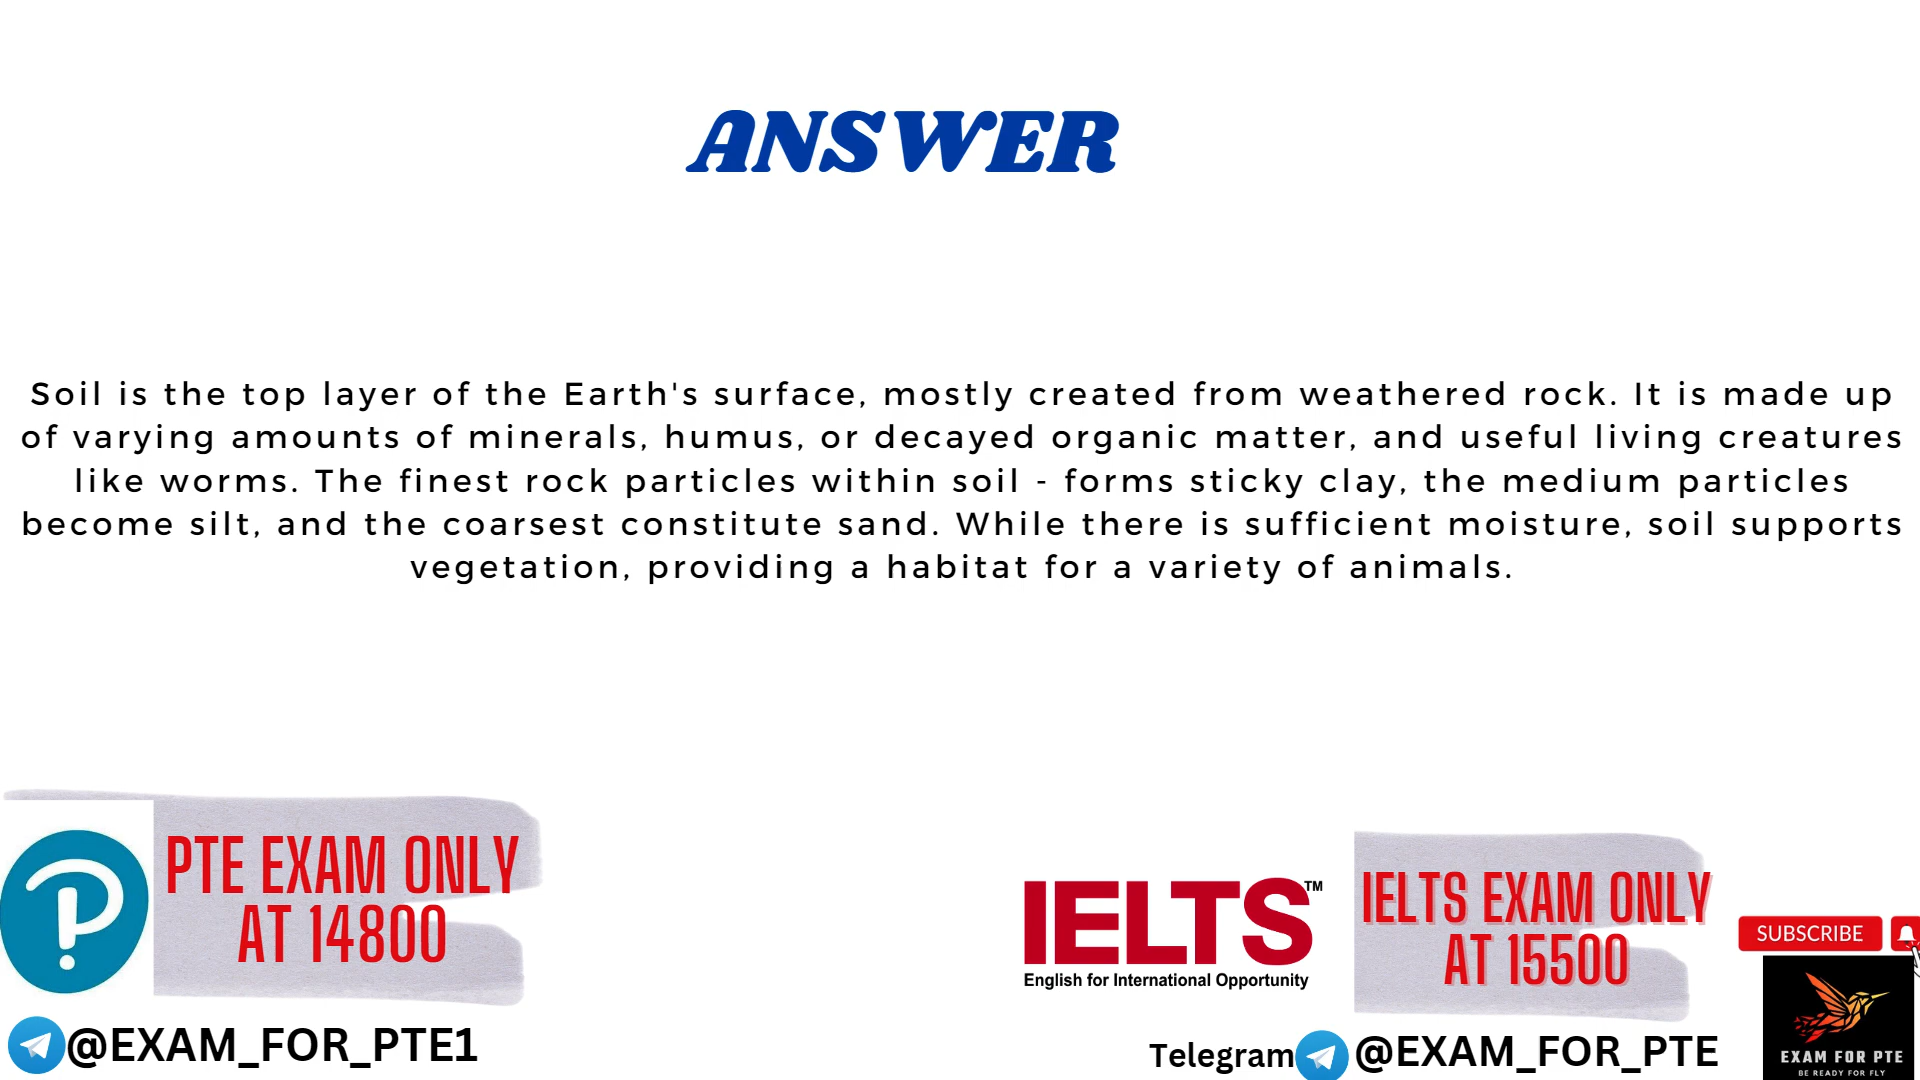 ANSWER
Soil is the top layer of the Earth's surface, mostly created from weathered rock. It is made up
of varying amounts of minerals, humus, or decayed organic matter, and useful living creatures
like worms. The finest rock particles within soil - forms sticky clay, the medium particles
become silt, and the coarsest constitute sand. While there is sufficient moisture, soil supports
vegetation, providing a habitat for a variety of animals.
PTE EXAM ONLY
AT 14800
@EXAM_FOR_PTE1
IELTS™
English for International Opportunity
IELTS EXAM ONLY
AT 15500
Telegram @EXAM_FOR_PTE
SUBSCRIBE
EXAM FOR PTE
BE READY FOR FLY